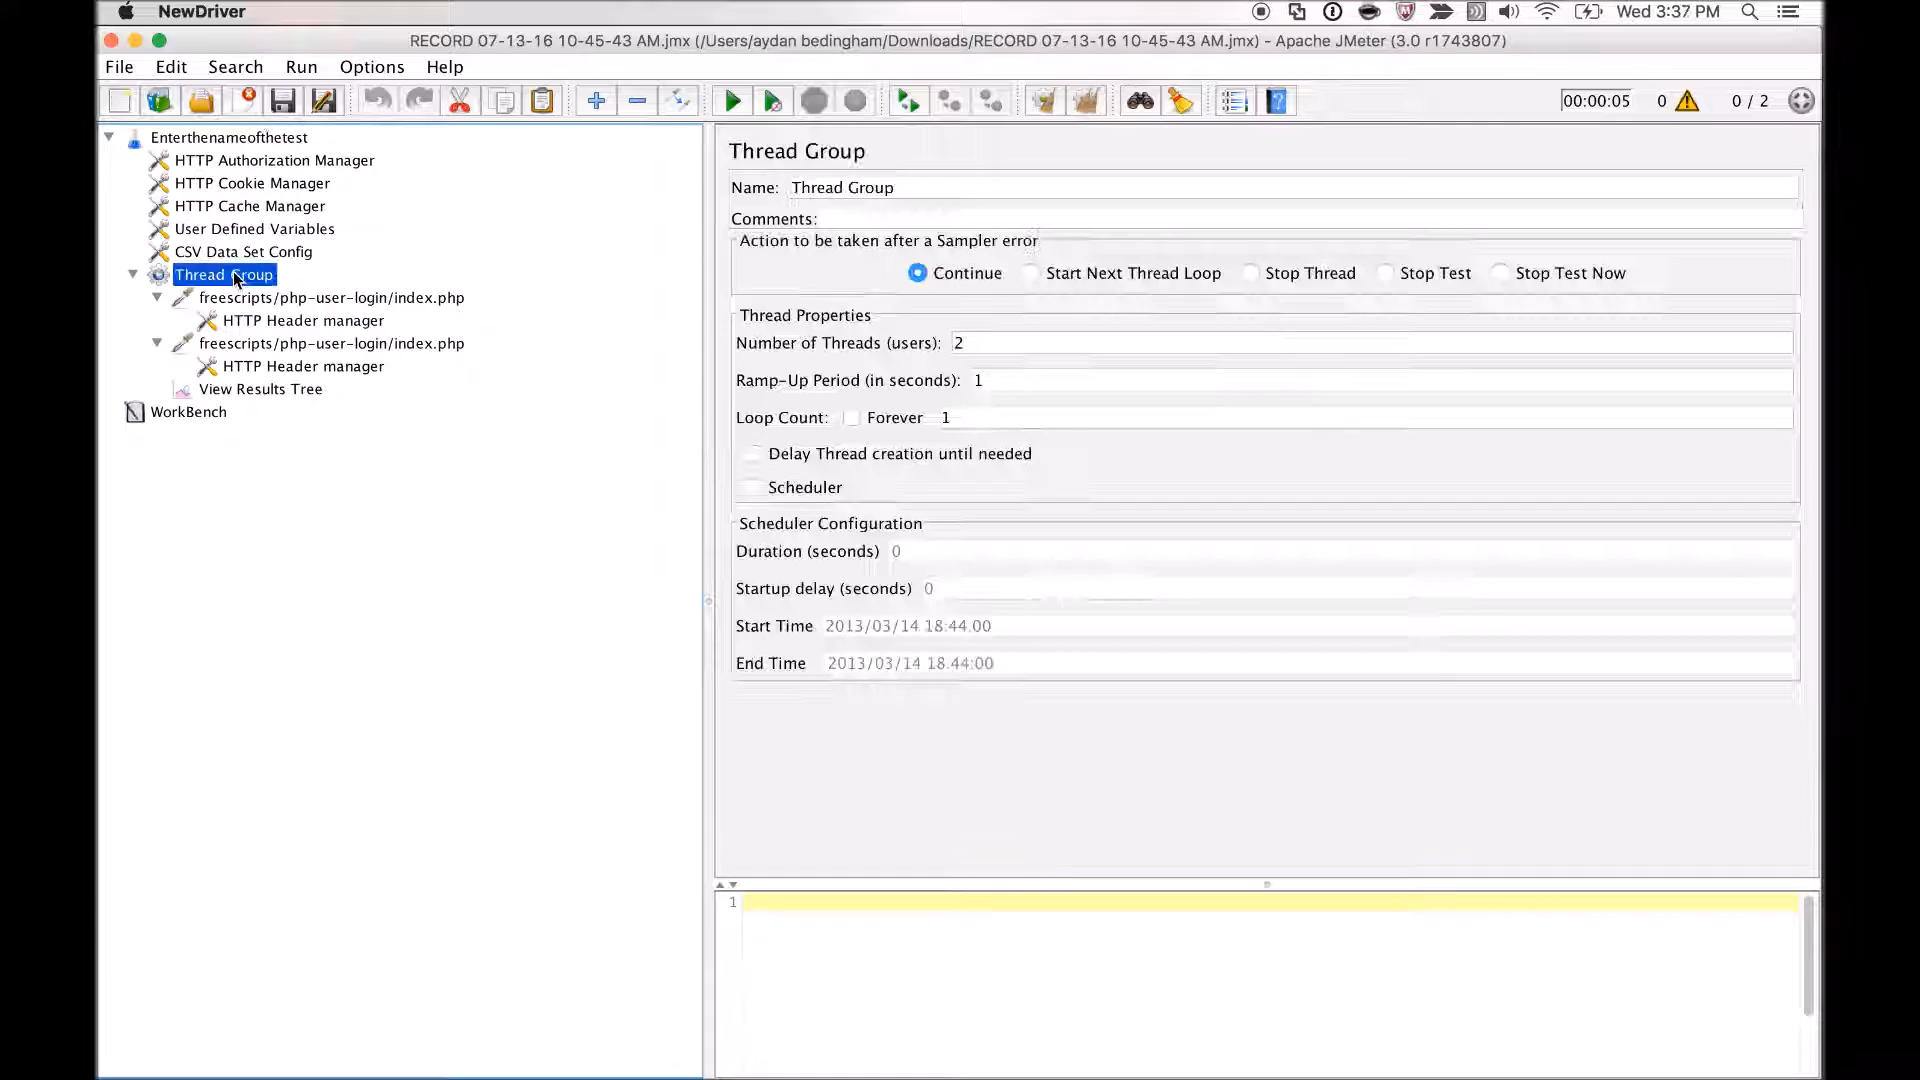 NewDriver
Wed 3:37 PM
RECORD 07-13-16 10-45-43 AM.jmx (/Users/aydan bedingham/Downloads/RECORD 07-13-16 10-45-43 AM.jmx) - Apache JMeter (3.0 r1743807)
File Edit Search Run Options Help
00:00:05 0 0 / 2
Enterthenameofthetest
HTTP Authorization Manager
HTTP Cookie Manager
HTTP Cache Manager
User Defined Variables
CSV Data Set Config
Thread Group
freescripts/php-user-login/index.php
HTTP Header manager
freescripts/php-user-login/index.php
HTTP Header manager
View Results Tree
WorkBench
Thread Group
Name: Thread Group
Comments:
Action to be taken after a Sampler error
Continue Start Next Thread Loop Stop Thread Stop Test Stop Test Now
Thread Properties
Number of Threads (users): 2
Ramp-Up Period (in seconds): 1
Loop Count: Forever 1
Delay Thread creation until needed
Scheduler
Scheduler Configuration
Duration (seconds) 0
Startup delay (seconds) 0
Start Time 2013/03/14 18:44:00
End Time 2013/03/14 18:44:00
1